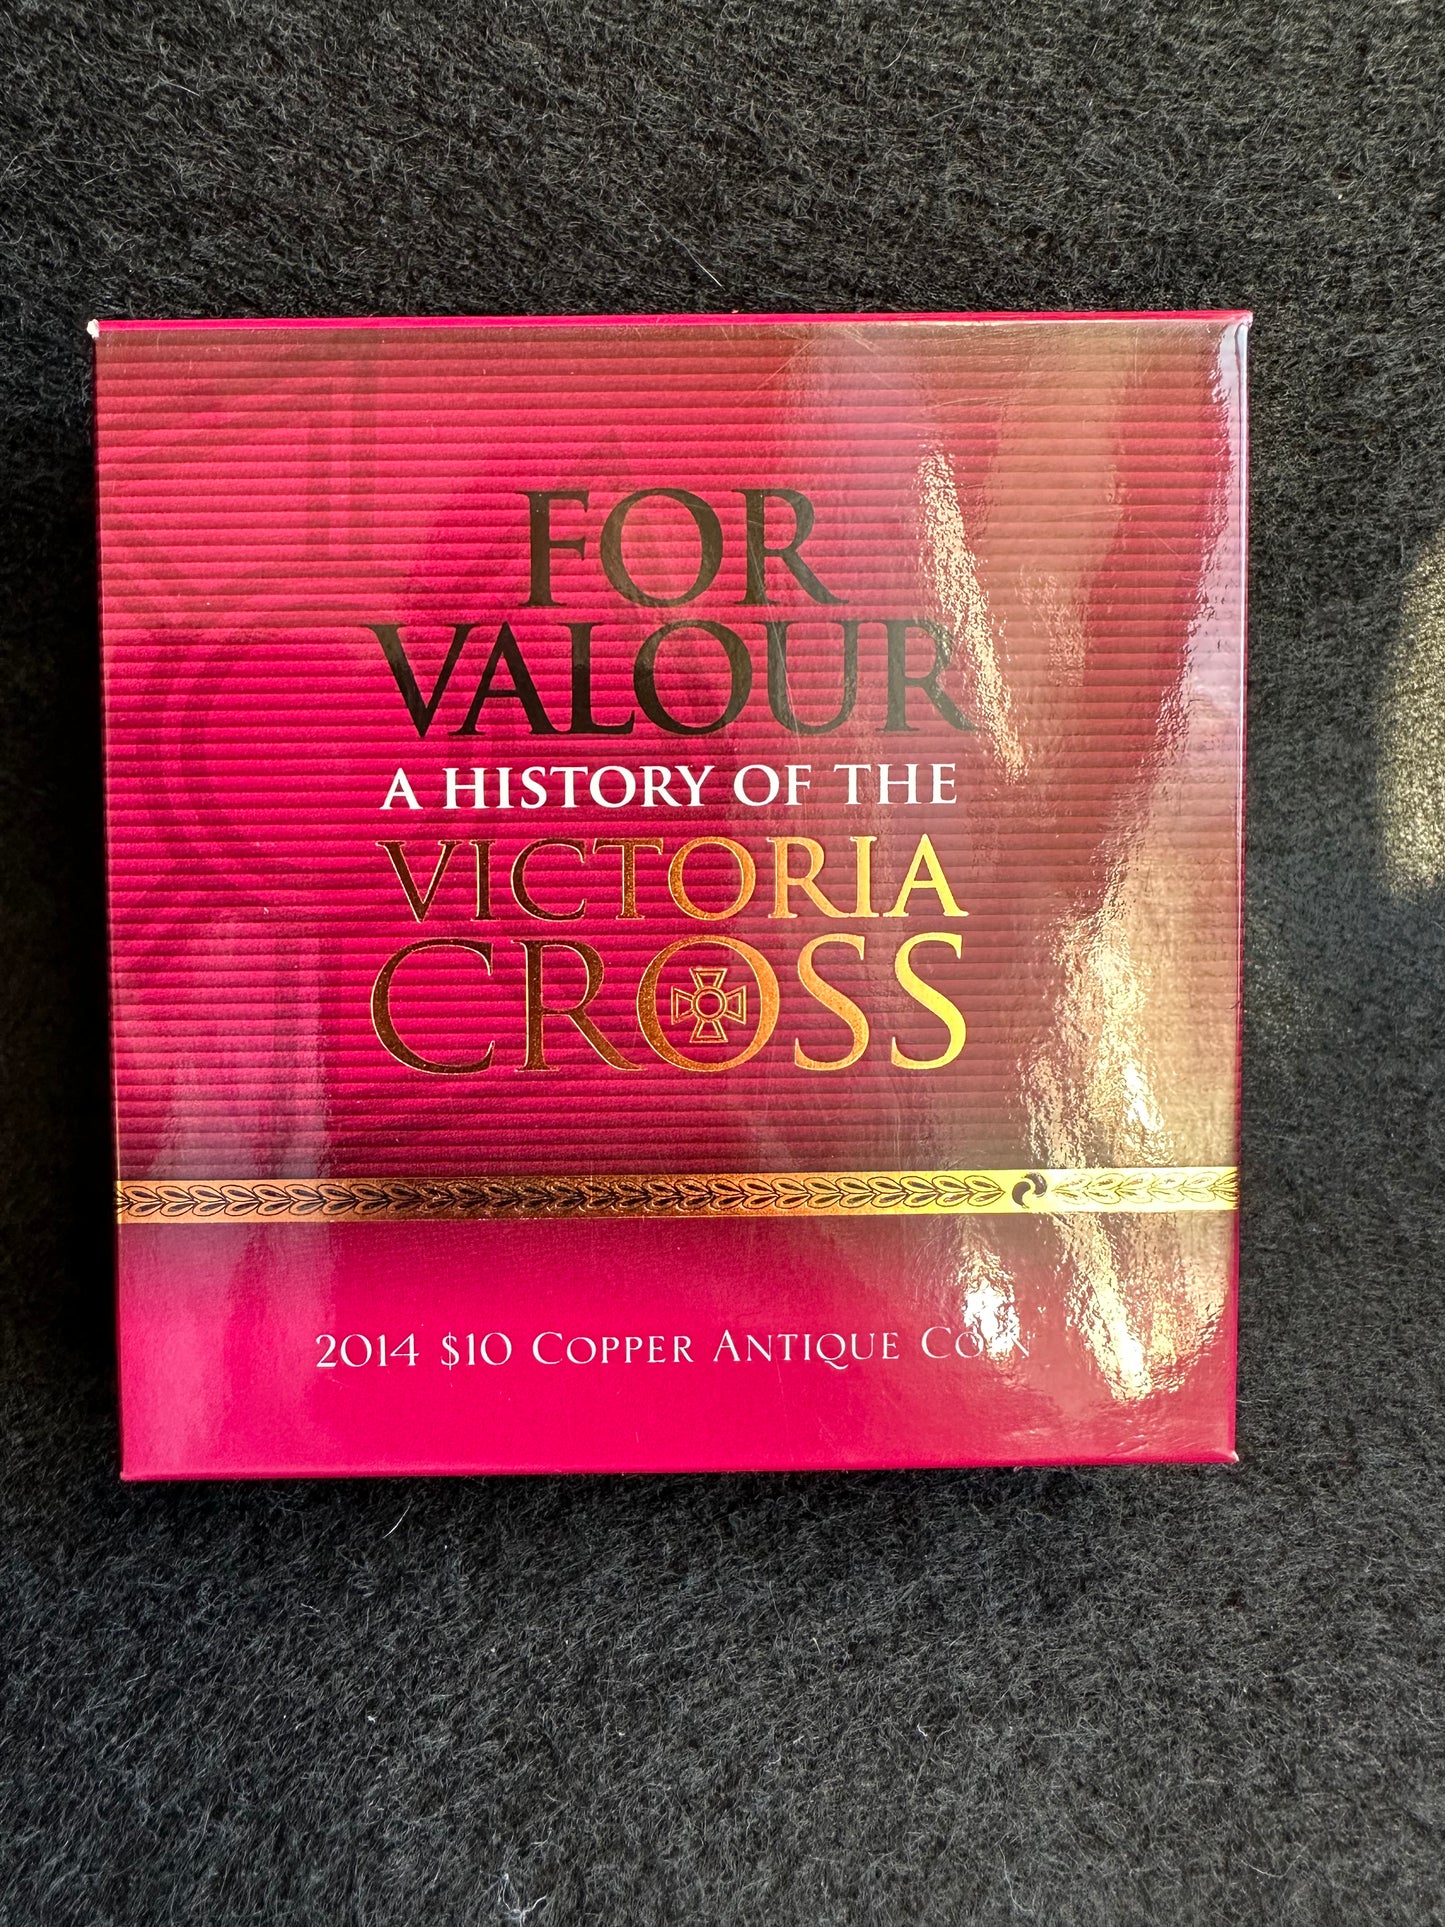 FOR
VALOUR
A HISTORY OF THE
VICTORIA
CROSS
2014 $10 COPPER ANTIQUE COIN